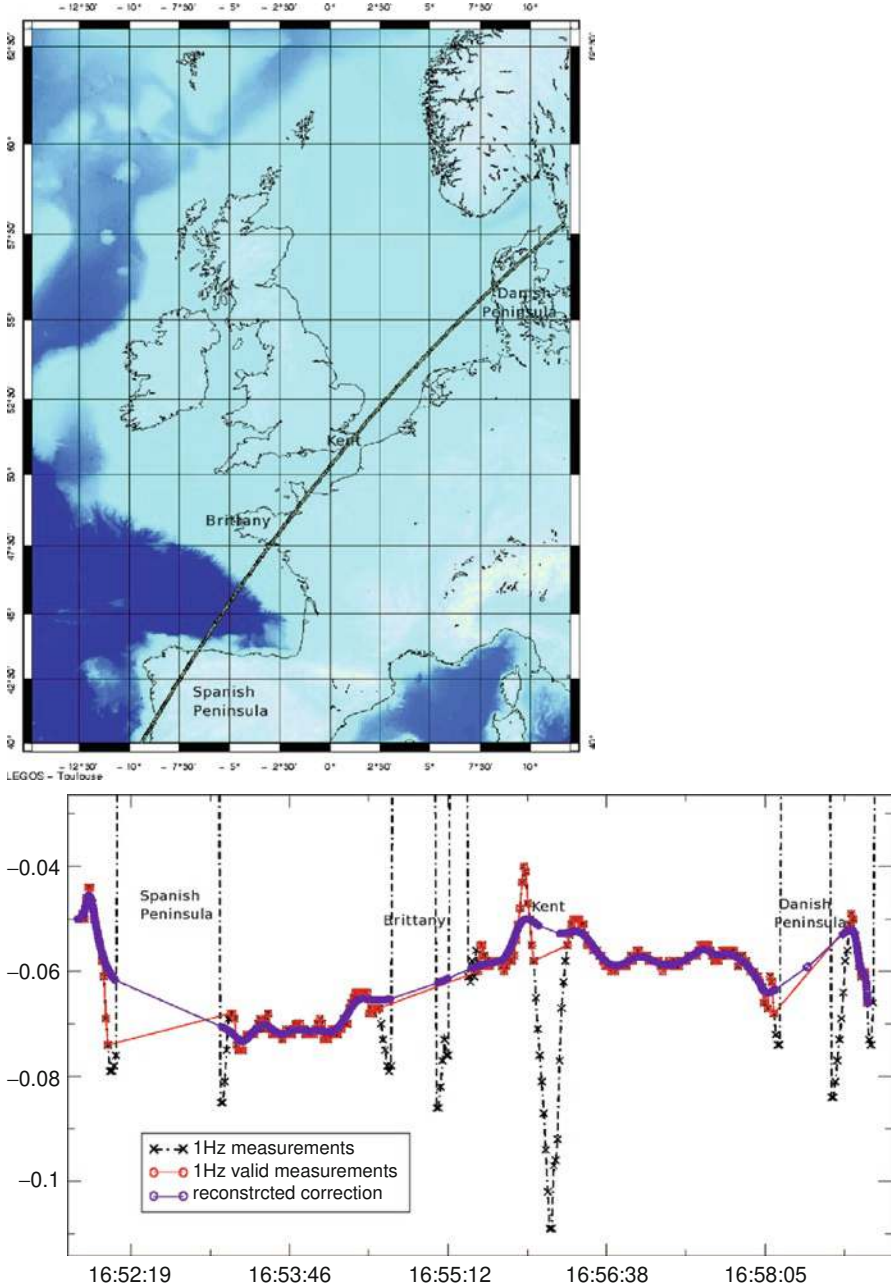 − 12°30' − 10° − 7°30' − 5° − 2°30' 0° 2°30' 5° 7°30' 10°
62°30' 62°30'
60°
57°30'
Danish
Peninsula
55°
52°30'
Kent
50°
Brittany
47°30'
45°
42°30'
Spanish
Peninsula
40° 40°
− 12°30' − 10° − 7°30' − 5° − 2°30' 0° 2°30' 5° 7°30' 10°
LEGOS − Toulouse
−0.04
Spanish
Peninsula
Brittany
Kent
Danish
Peninsula
−0.06
−0.08
1Hz measurements
1Hz valid measurements
reconstrcted correction
−0.1
16:52:19 16:53:46 16:55:12 16:56:38 16:58:05